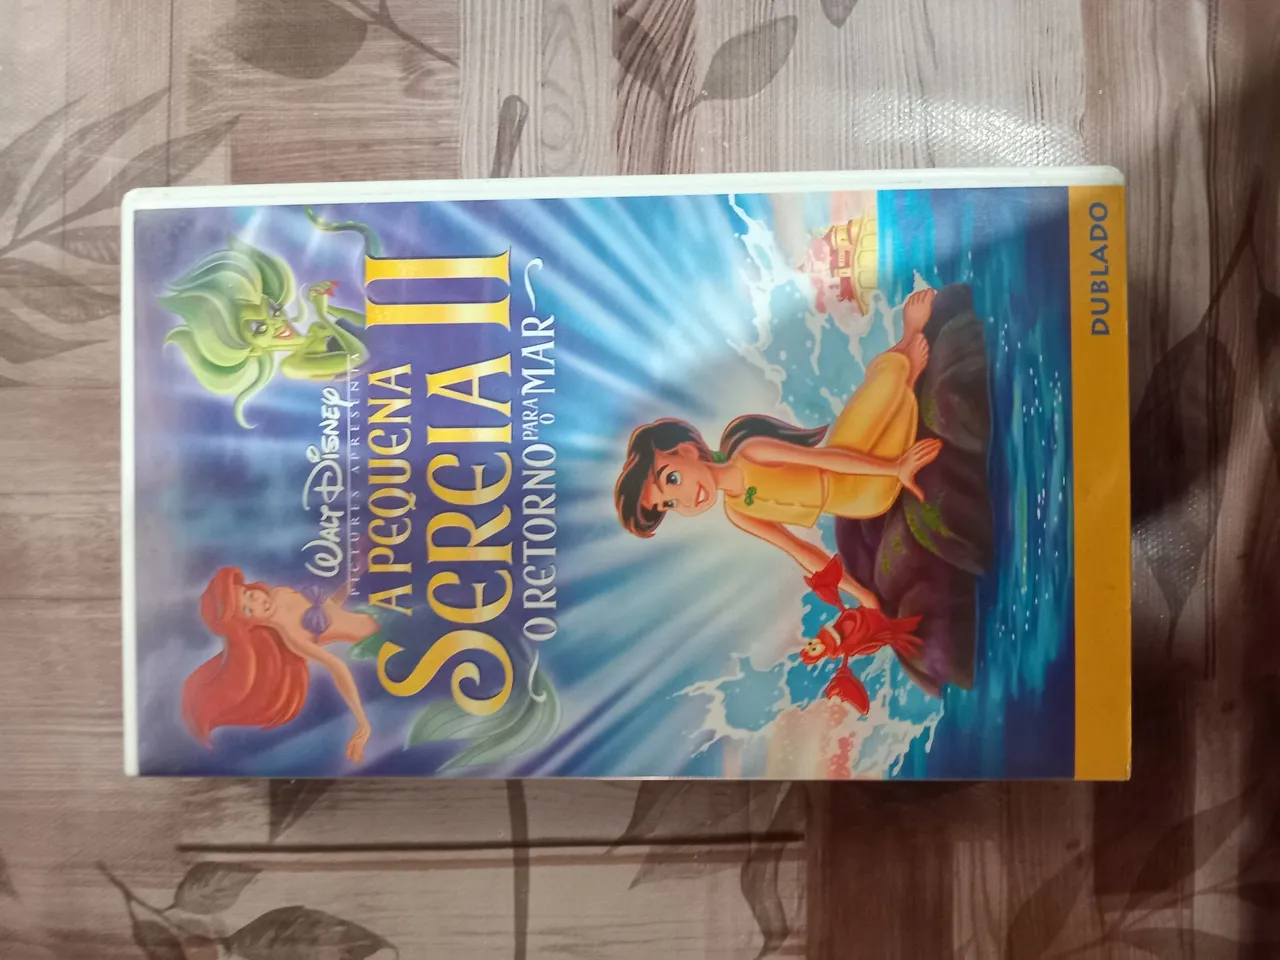 WALT DISNEY
PICTURES APRESENTA
A PEQUENA
SEREIA II
O RETORNO PARA O MAR
DUBLADO